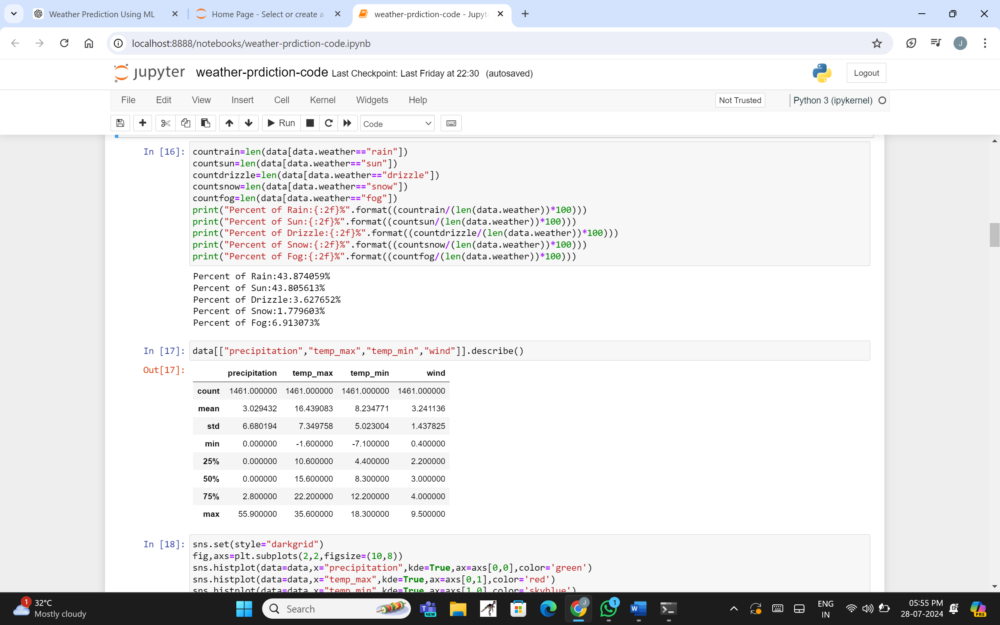 Weather Prediction Using ML
Home Page - Select or create a
weather-prdiction-code - Jupyt
localhost:8888/notebooks/weather-prdiction-code.ipynb
J
jupyter weather-prdiction-code Last Checkpoint: Last Friday at 22:30 (autosaved)
Logout
File Edit View Insert Cell Kernel Widgets Help
Not Trusted
Python 3 (ipykernel)
Run
Code
In [16]:
countrain=len(data[data.weather=="rain"])
countsun=len(data[data.weather=="sun"])
countdrizzle=len(data[data.weather=="drizzle"])
countsnow=len(data[data.weather=="snow"])
countfog=len(data[data.weather=="fog"])
print("Percent of Rain:{:2f}%".format((countrain/(len(data.weather))*100)))
print("Percent of Sun:{:2f}%".format((countsun/(len(data.weather))*100)))
print("Percent of Drizzle:{:2f}%".format((countdrizzle/(len(data.weather))*100)))
print("Percent of Snow:{:2f}%".format((countsnow/(len(data.weather))*100)))
print("Percent of Fog:{:2f}%".format((countfog/(len(data.weather))*100)))
Percent of Rain:43.874059%
Percent of Sun:43.805613%
Percent of Drizzle:3.627652%
Percent of Snow:1.779603%
Percent of Fog:6.913073%
In [17]:
data[["precipitation","temp_max","temp_min","wind"]].describe()
Out[17]:
precipitation temp_max temp_min wind
count 1461.000000 1461.000000 1461.000000 1461.000000
mean 3.029432 16.439083 8.234771 3.241136
std 6.680194 7.349758 5.023004 1.437825
min 0.000000 -1.600000 -7.100000 0.400000
25% 0.000000 10.600000 4.400000 2.200000
50% 0.000000 15.600000 8.300000 3.000000
75% 2.800000 22.200000 12.200000 4.000000
max 55.900000 35.600000 18.300000 9.500000
In [18]:
sns.set(style="darkgrid")
fig,axs=plt.subplots(2,2,figsize=(10,8))
sns.histplot(data=data,x="precipitation",kde=True,ax=axs[0,0],color='green')
sns.histplot(data=data,x="temp_max",kde=True,ax=axs[0,1],color='red')
sns.histplot(data=data,x="temp_min",kde=True,ax=axs[1,0],color='skyblue')
1
32°C
Mostly cloudy
Search
NEW
J
1
W
ENG
IN
05:55 PM
28-07-2024
PRE